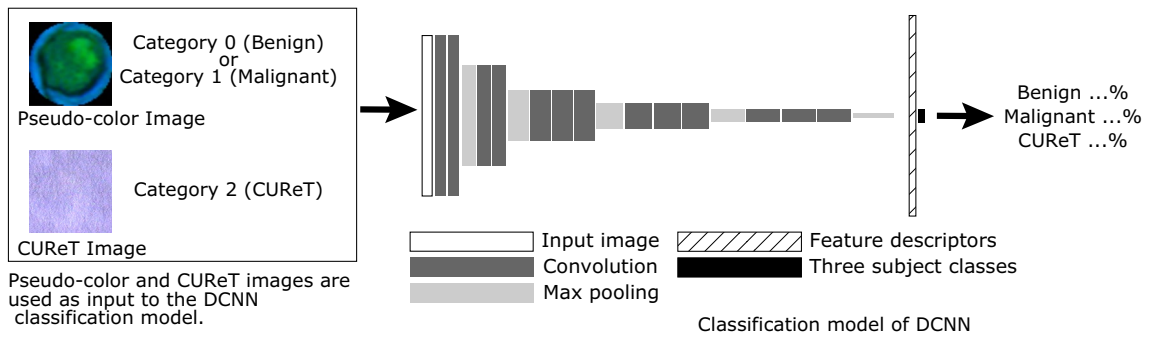 Category 0 (Benign)
or
Category 1 (Malignant)
Pseudo-color Image
Category 2 (CUReT)
CUReT Image
Pseudo-color and CUReT images are
used as input to the DCNN
classification model.
Benign ...%
Malignant ...%
CUReT ...%
Input image
Convolution
Max pooling
Feature descriptors
Three subject classes
Classification model of DCNN